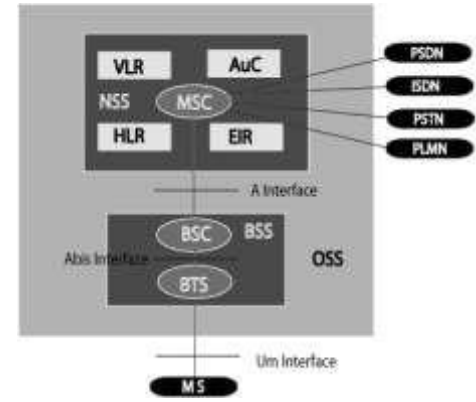 PSDN
VLR
AuC
ISDN
NSS
MSC
PSTN
HLR
EIR
PLMN
A Interface
BSC
BSS
Abis Interface
OSS
BTS
Um Interface
MS